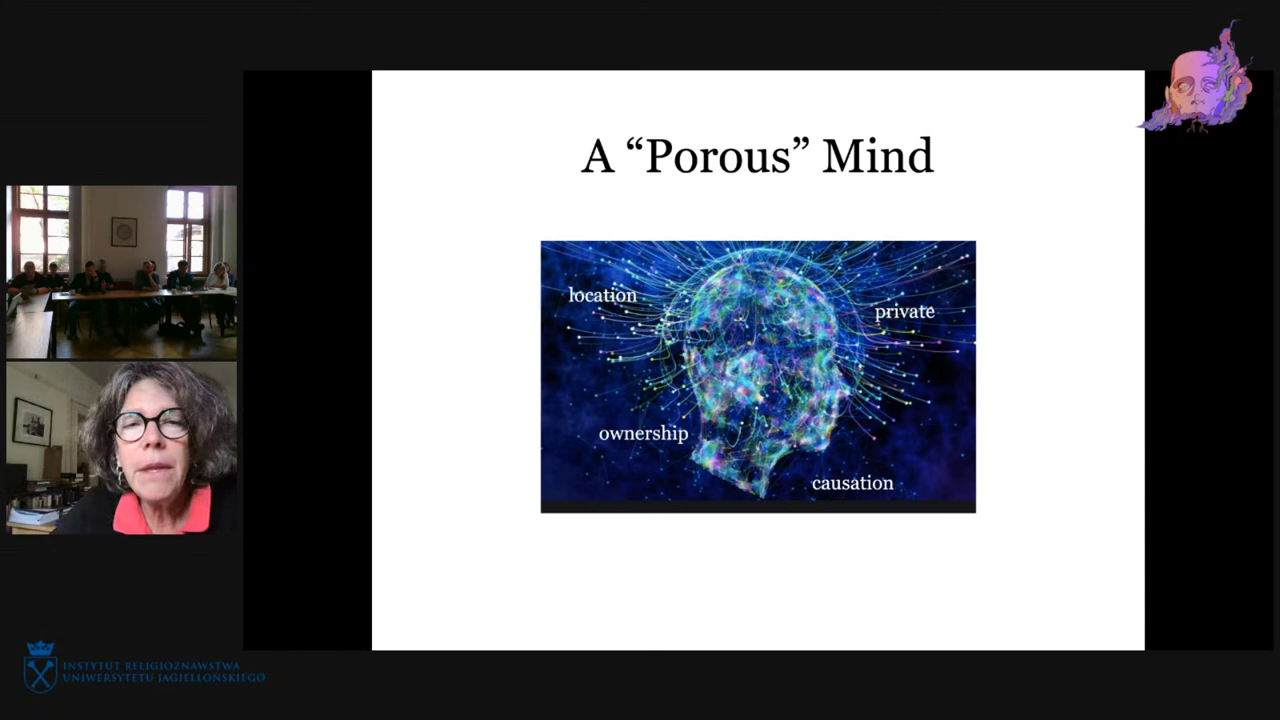 A “Porous” Mind
location
private
ownership
causation
INSTYTUT RELIGIOZNAWSTWA
UNIWERSYTETU JAGIELLOŃSKIEGO